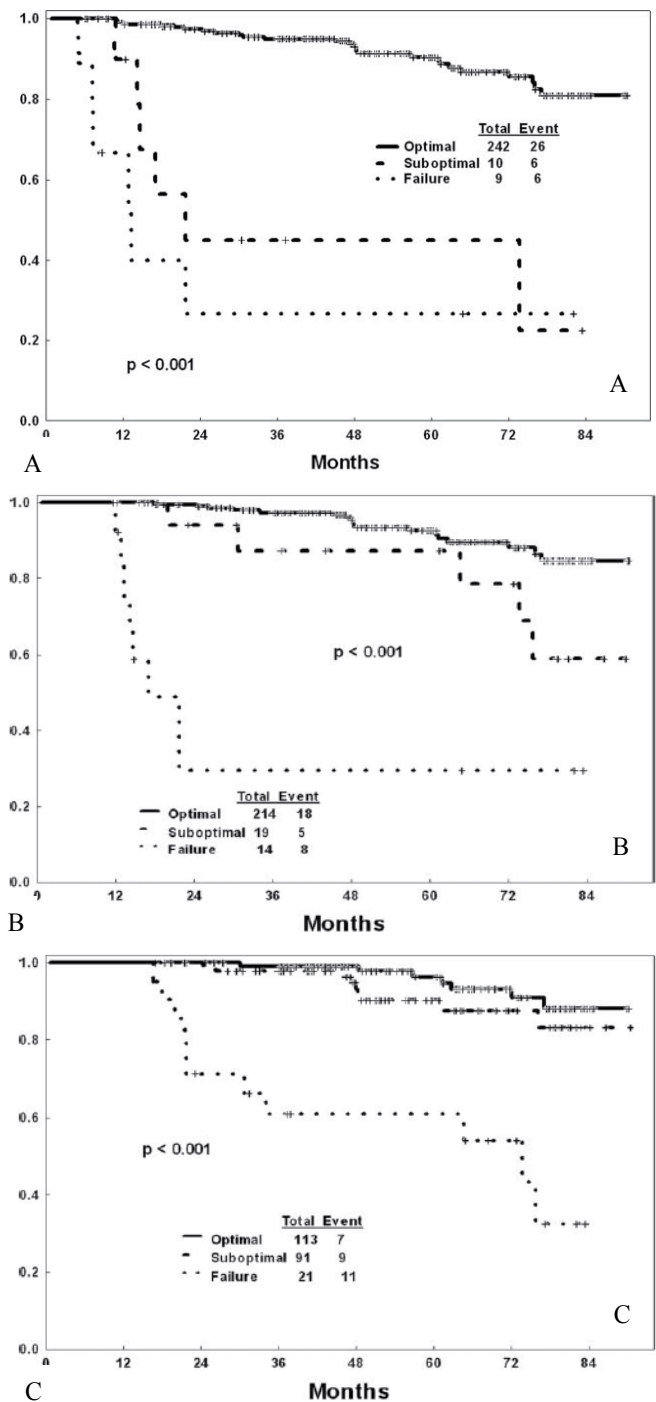 1.0
0.8
0.6
0.4
0.2
0.0
Total Event
Optimal 242 26
Suboptimal 10 6
Failure 9 6
p < 0.001
A
0 12 24 36 48 60 72 84
A
Months
1.0
0.8
0.6
0.4
0.2
0.0
p < 0.001
Total Event
Optimal 214 18
Suboptimal 19 5
Failure 14 8
B
0 12 24 36 48 60 72 84
B
Months
1.0
0.8
0.6
0.4
0.2
0.0
p < 0.001
Total Event
Optimal 113 7
Suboptimal 91 9
Failure 21 11
C
0 12 24 36 48 60 72 84
C
Months